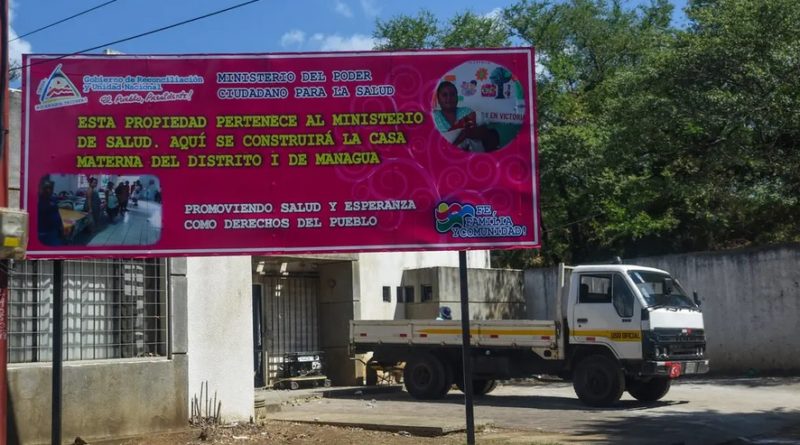 Gobierno de Reconciliación
y Unidad Nacional
El Pueblo, Presidente!
MINISTERIO DEL PODER
CIUDADANO PARA LA SALUD
ESTA PROPIEDAD PERTENECE AL MINISTERIO
DE SALUD. AQUÍ SE CONSTRUIRÁ LA CASA
MATERNA DEL DISTRITO I DE MANAGUA
EN VICTORI
PROMOVIENDO SALUD Y ESPERANZA
COMO DERECHOS DEL PUEBLO
FE,
FAMILIA
Y COMUNIDAD!
USO OFICIAL